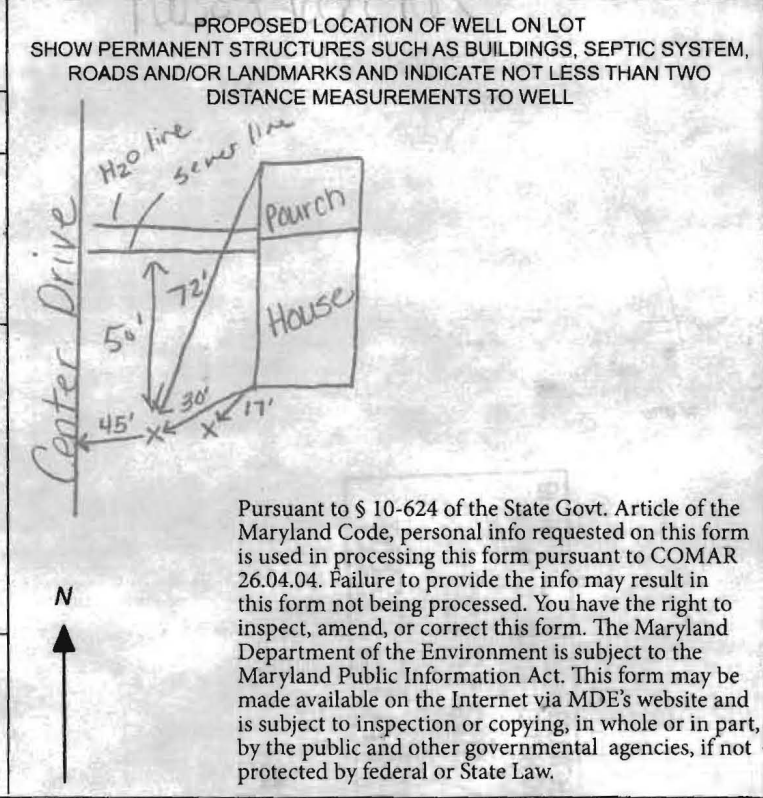 PROPOSED LOCATION OF WELL ON LOT
SHOW PERMANENT STRUCTURES SUCH AS BUILDINGS, SEPTIC SYSTEM,
ROADS AND/OR LANDMARKS AND INDICATE NOT LESS THAN TWO
DISTANCE MEASUREMENTS TO WELL
H2O line
sewer line
Pourch
Center Drive
72'
50'
House
30'
17'
45'
X
X
Pursuant to § 10-624 of the State Govt. Article of the
Maryland Code, personal info requested on this form
is used in processing this form pursuant to COMAR
26.04.04. Failure to provide the info may result in
this form not being processed. You have the right to
inspect, amend, or correct this form. The Maryland
Department of the Environment is subject to the
Maryland Public Information Act. This form may be
made available on the Internet via MDE's website and
is subject to inspection or copying, in whole or in part,
by the public and other governmental agencies, if not
protected by federal or State Law.
N